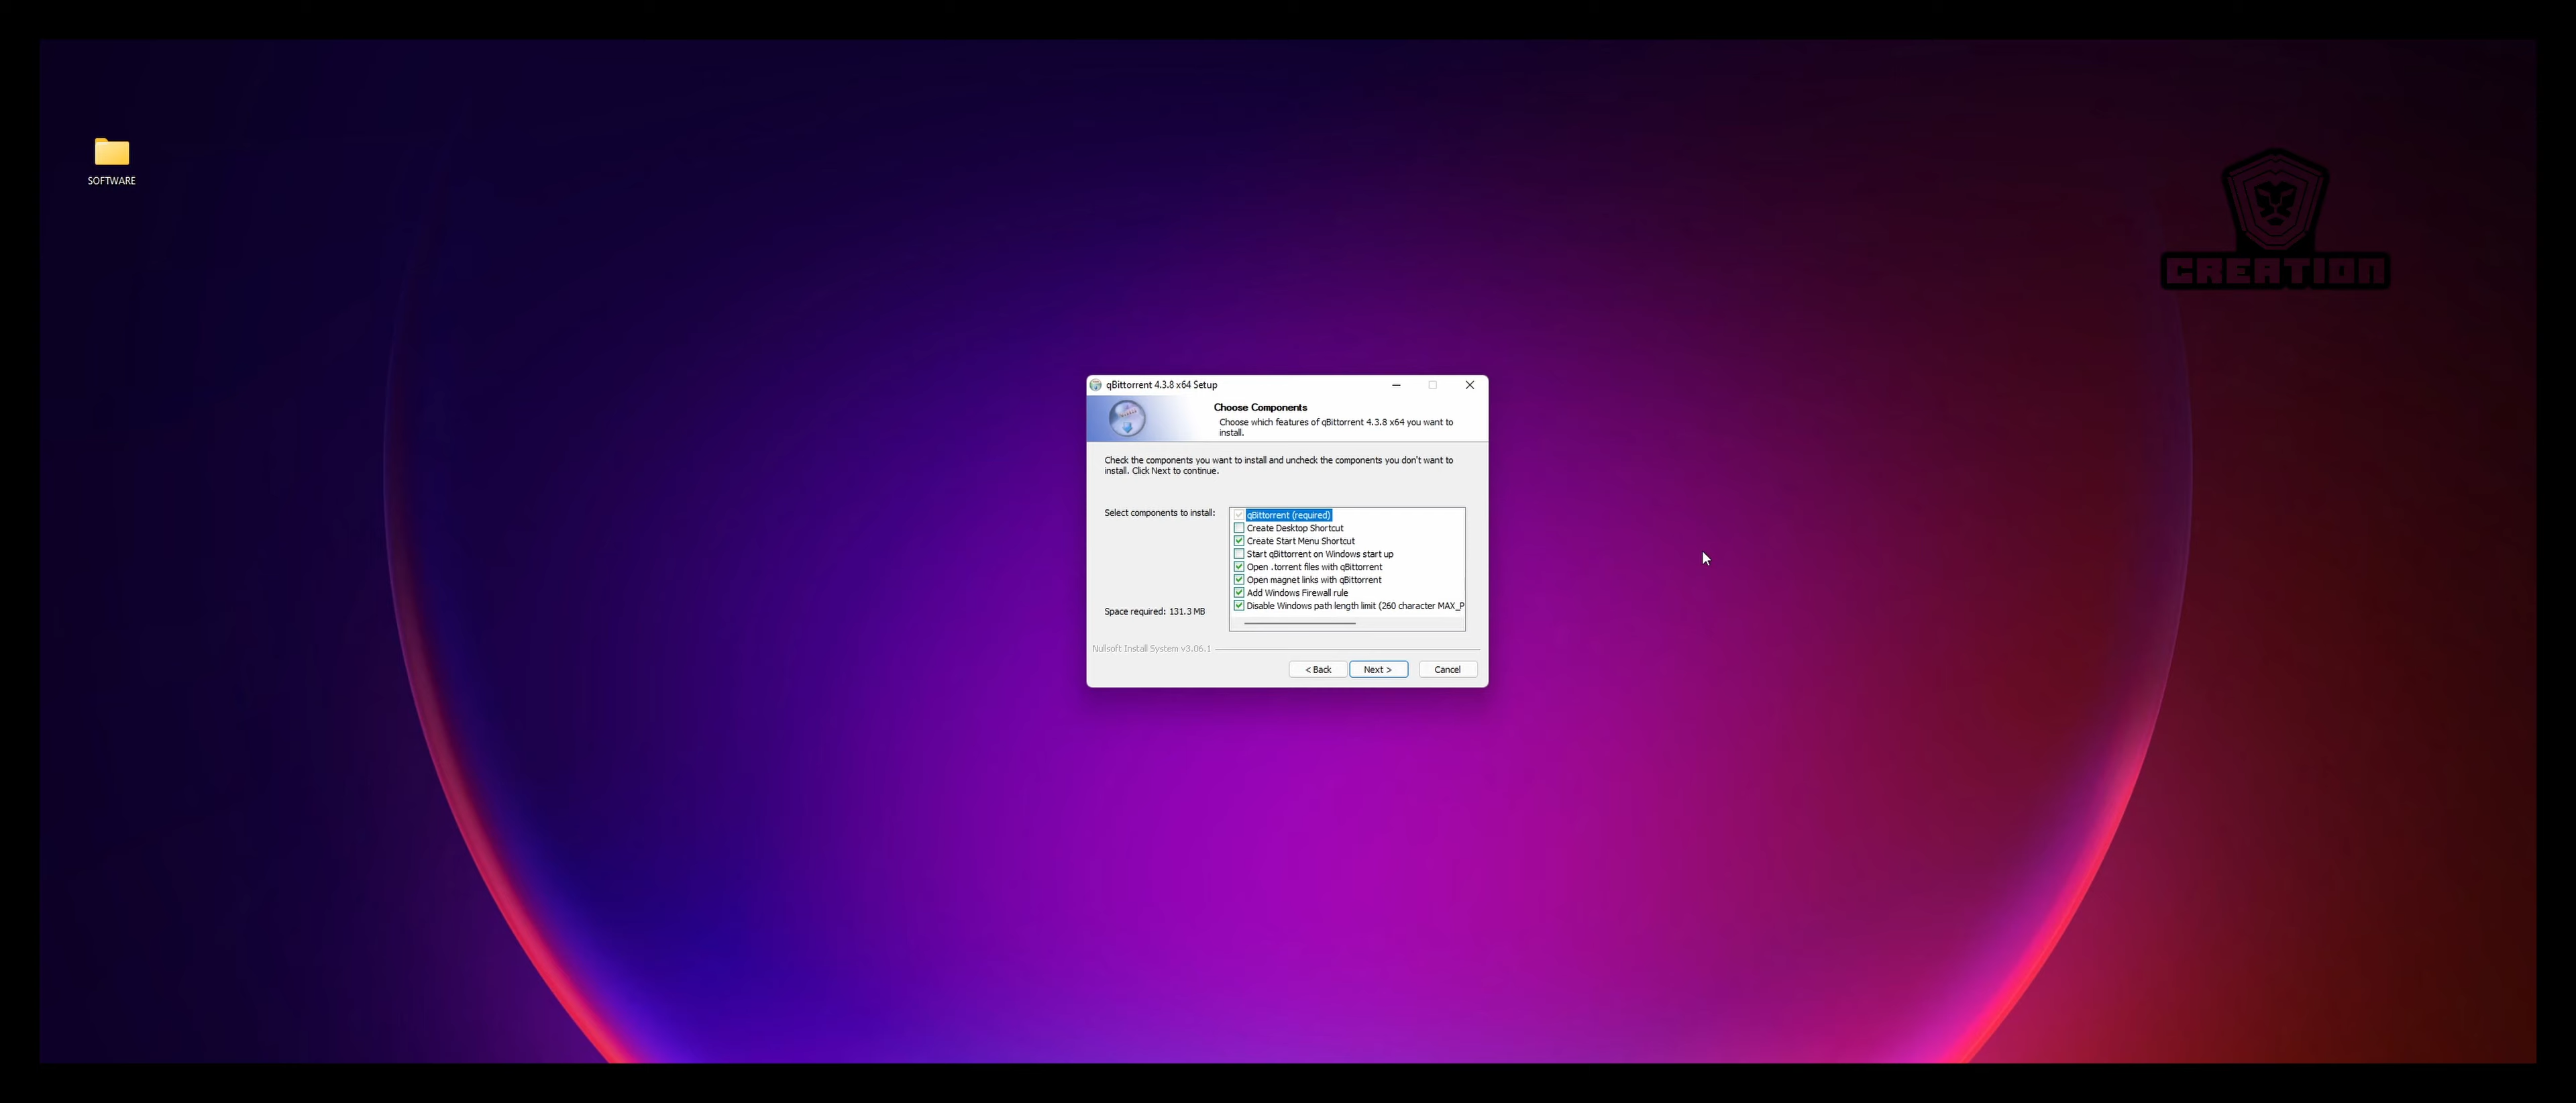 SOFTWARE
CREATION
qBittorrent 4.3.8 x64 Setup
Choose Components
Choose which features of qBittorrent 4.3.8 x64 you want to
install.
Check the components you want to install and uncheck the components you don't want to
install. Click Next to continue.
Select components to install:
qBittorrent (required)
Create Desktop Shortcut
Create Start Menu Shortcut
Start qBittorrent on Windows start up
Open .torrent files with qBittorrent
Open magnet links with qBittorrent
Add Windows Firewall rule
Disable Windows path length limit (260 character MAX_P
Space required: 131.3 MB
Nullsoft Install System v3.06.1
< Back
Next >
Cancel